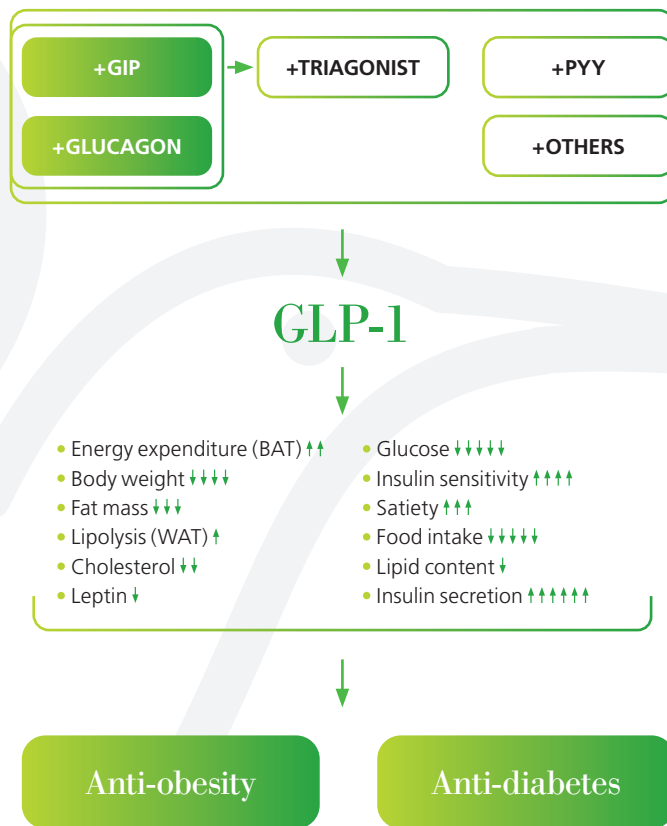 +GIP
+TRIAGONIST
+PYY
+GLUCAGON
+OTHERS
GLP-1
• Energy expenditure (BAT) ↑↑
• Body weight ↓↓↓↓
• Fat mass ↓↓↓
• Lipolysis (WAT) ↑
• Cholesterol ↓↓
• Leptin ↓
• Glucose ↓↓↓↓↓
• Insulin sensitivity ↑↑↑↑
• Satiety ↑↑↑
• Food intake ↓↓↓↓↓
• Lipid content ↓
• Insulin secretion ↑↑↑↑↑↑
Anti-obesity
Anti-diabetes